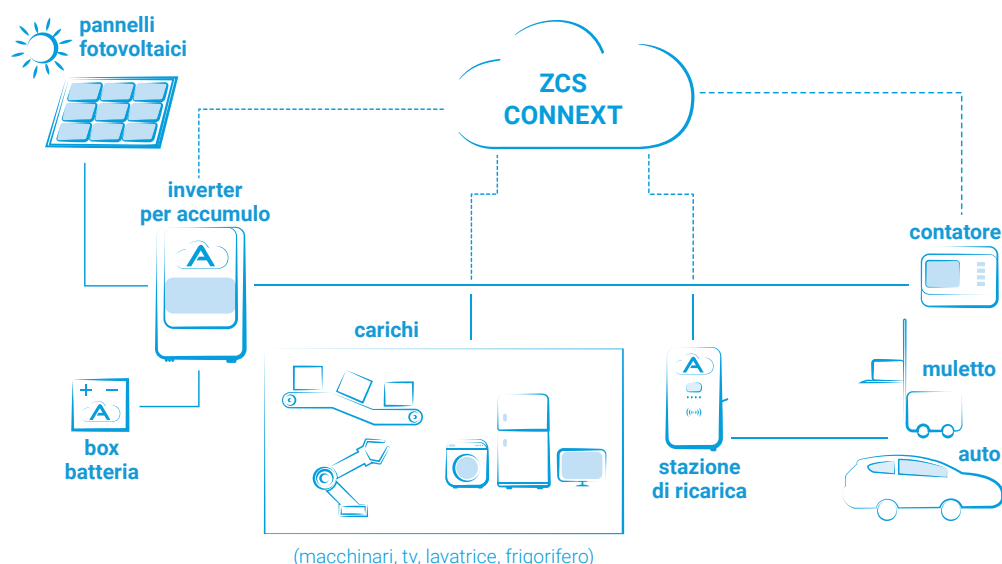 pannelli
fotovoltaici
ZCS
CONNEXT
inverter
per accumulo
contatore
A
carichi
muletto
A
+ -
A
box
batteria
stazione
di ricarica
auto
(macchinari, tv, lavatrice, frigorifero)